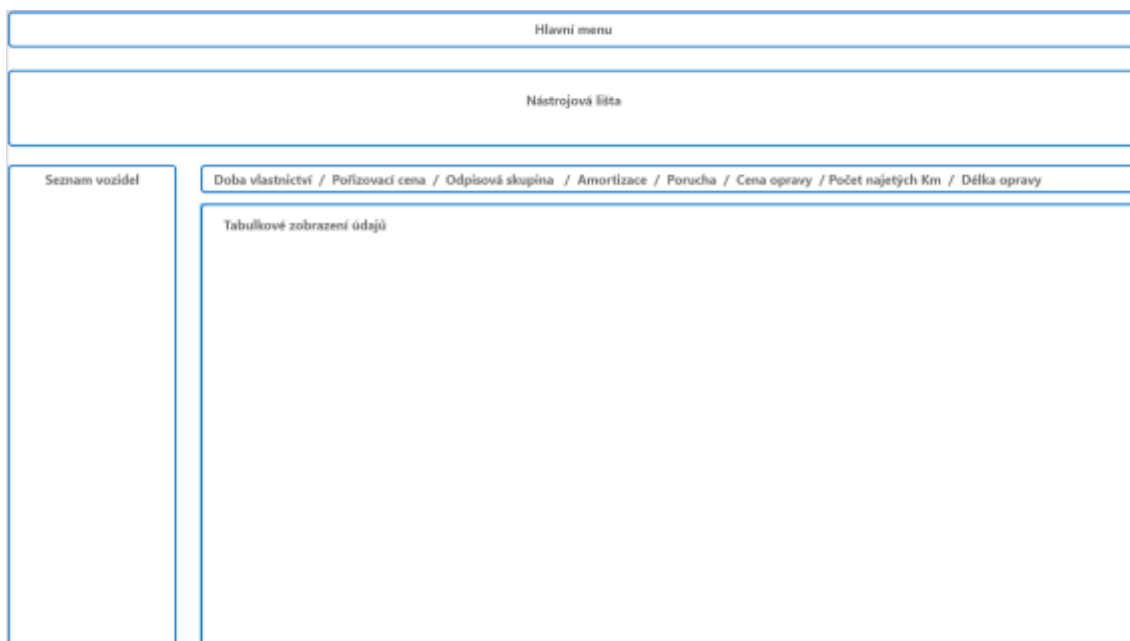 Hlavní menu
Nástrojová lišta
Seznam vozidel
Doba vlastnictví / Pořizovací cena / Odpisová skupina / Amortizace / Porucha / Cena opravy / Počet najetých Km / Délka opravy
Tabulkové zobrazení údajů